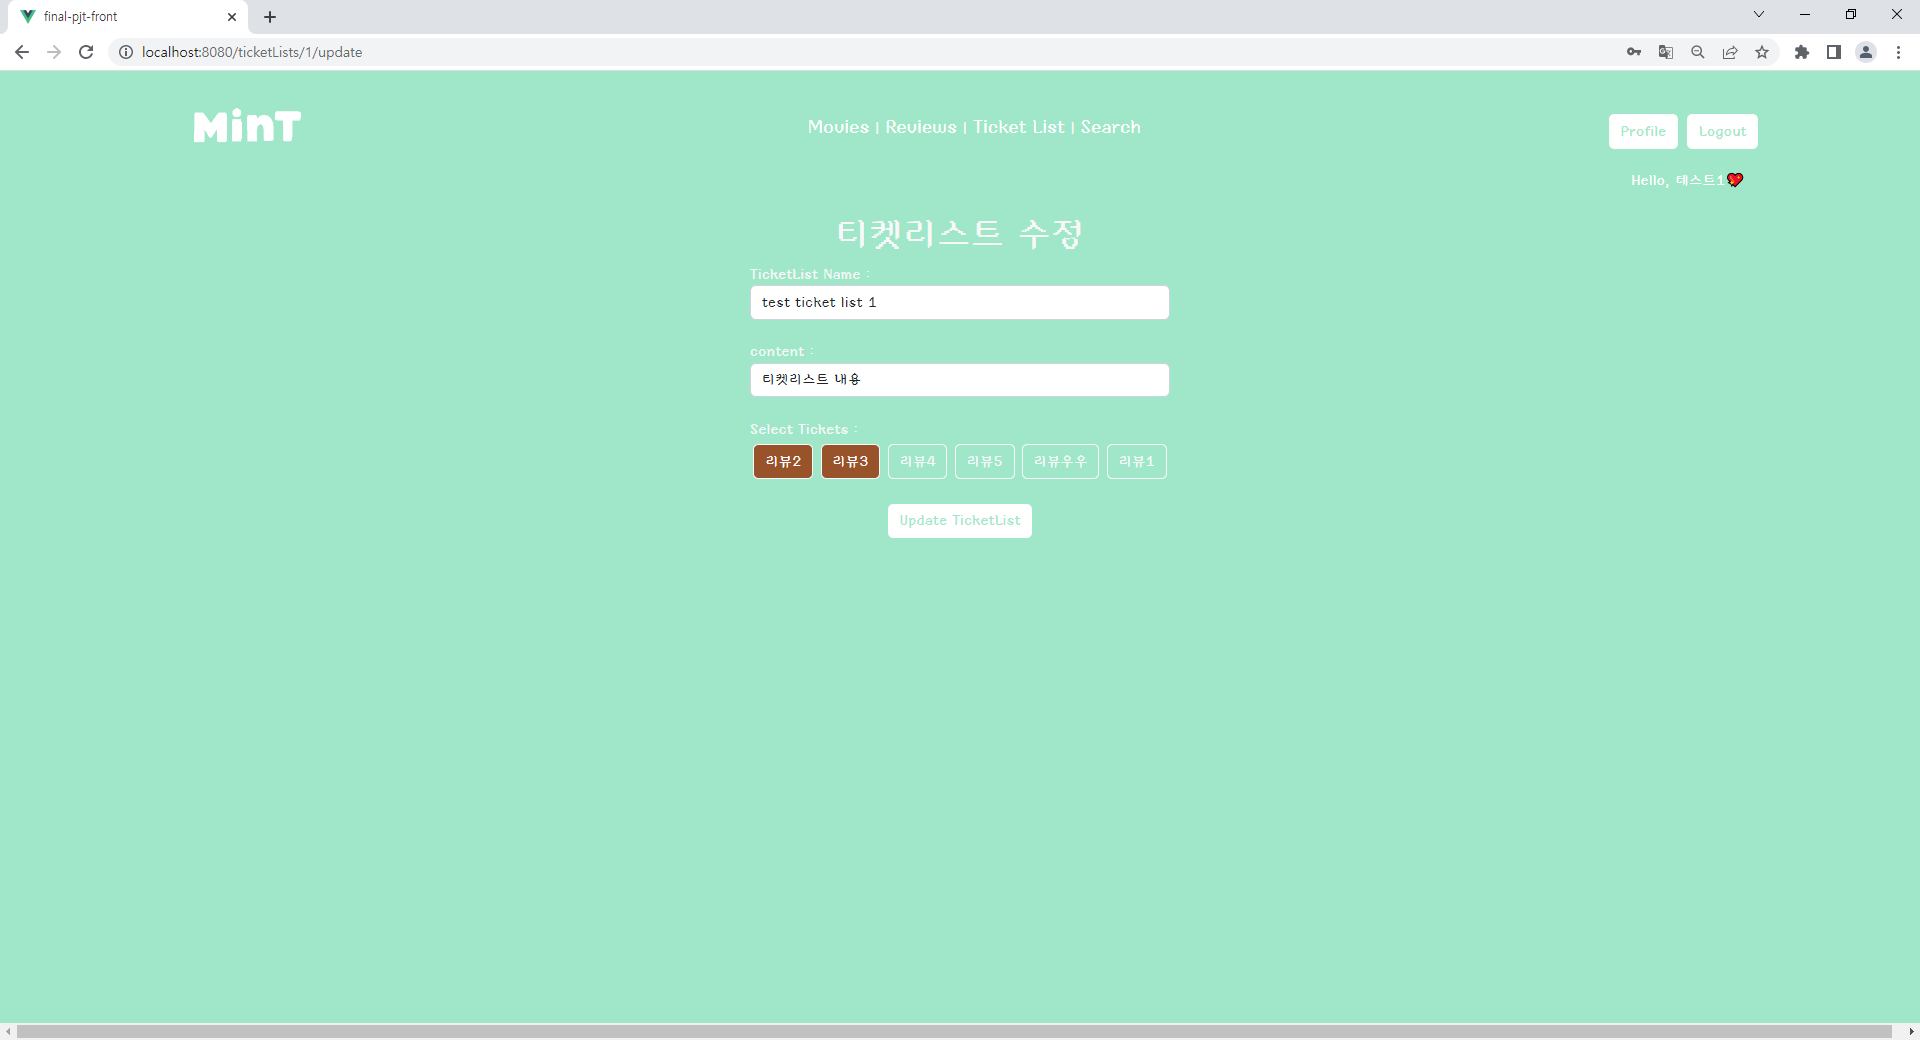 final-pjt-front
localhost:8080/ticketLists/1/update
MinT
Movies | Reviews | Ticket List | Search
Profile
Logout
Hello, 테스트1💖
티켓리스트 수정
TicketList Name :
test ticket list 1
content :
티켓리스트 내용
Select Tickets :
리뷰2
리뷰3
리뷰4
리뷰5
리뷰우우
리뷰1
Update TicketList